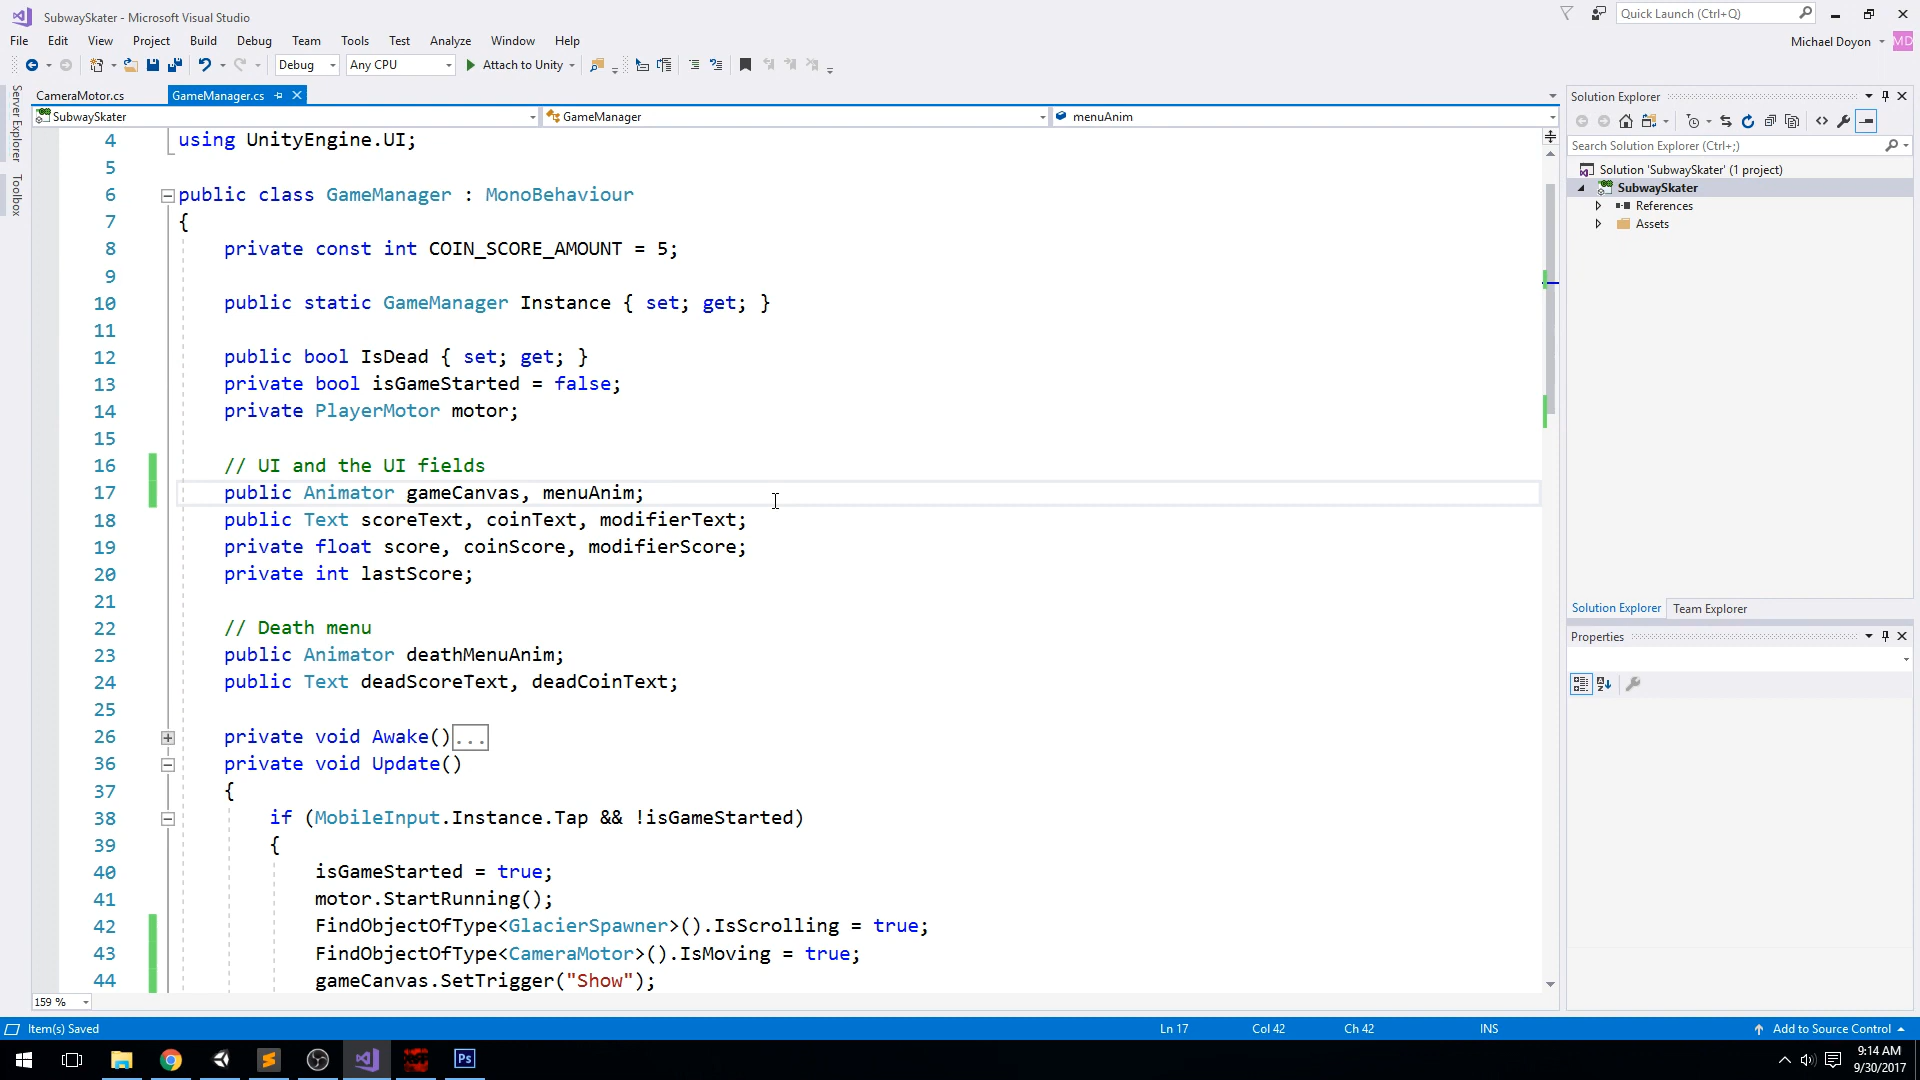 SubwaySkater - Microsoft Visual Studio
Quick Launch (Ctrl+Q)
File Edit View Project Build Debug Team Tools Test Analyze Window Help
Michael Doyon MD
Debug Any CPU Attach to Unity
Server Explorer
Toolbox
CameraMotor.cs GameManager.cs
SubwaySkater GameManager menuAnim
4 using UnityEngine.UI;
5
6 public class GameManager : MonoBehaviour
7 {
8 private const int COIN_SCORE_AMOUNT = 5;
9
10 public static GameManager Instance { set; get; }
11
12 public bool IsDead { set; get; }
13 private bool isGameStarted = false;
14 private PlayerMotor motor;
15
16 // UI and the UI fields
17 public Animator gameCanvas, menuAnim;
18 public Text scoreText, coinText, modifierText;
19 private float score, coinScore, modifierScore;
20 private int lastScore;
21
22 // Death menu
23 public Animator deathMenuAnim;
24 public Text deadScoreText, deadCoinText;
25
26 private void Awake()...
36 private void Update()
37 {
38 if (MobileInput.Instance.Tap && !isGameStarted)
39 {
40 isGameStarted = true;
41 motor.StartRunning();
42 FindObjectOfType<GlacierSpawner>().IsScrolling = true;
43 FindObjectOfType<CameraMotor>().IsMoving = true;
44 gameCanvas.SetTrigger("Show");
159 %
Solution Explorer
Search Solution Explorer (Ctrl+;)
Solution 'SubwaySkater' (1 project)
SubwaySkater
References
Assets
Solution Explorer Team Explorer
Properties
Item(s) Saved Ln 17 Col 42 Ch 42 INS Add to Source Control
Ps
9:14 AM
9/30/2017